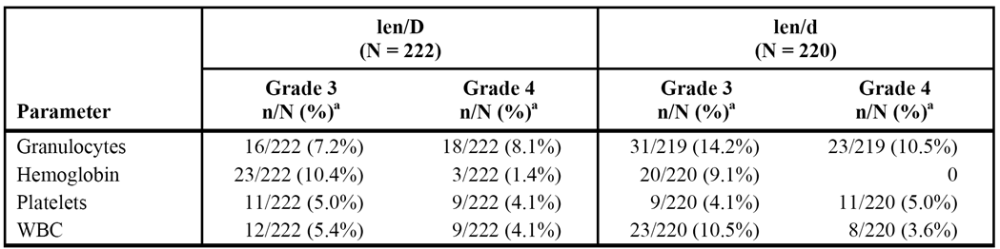 len/D len/d
(N = 222) (N = 220)
Grade 3 Grade 4 Grade 3 Grade 4
Parameter n/N (%)a n/N (%)a n/N (%)a n/N (%)a
Granulocytes 16/222 (7.2%) 18/222 (8.1%) 31/219 (14.2%) 23/219 (10.5%)
Hemoglobin 23/222 (10.4%) 3/222 (1.4%) 20/220 (9.1%) 0
Platelets 11/222 (5.0%) 9/222 (4.1%) 9/220 (4.1%) 11/220 (5.0%)
WBC 12/222 (5.4%) 9/222 (4.1%) 23/220 (10.5%) 8/220 (3.6%)